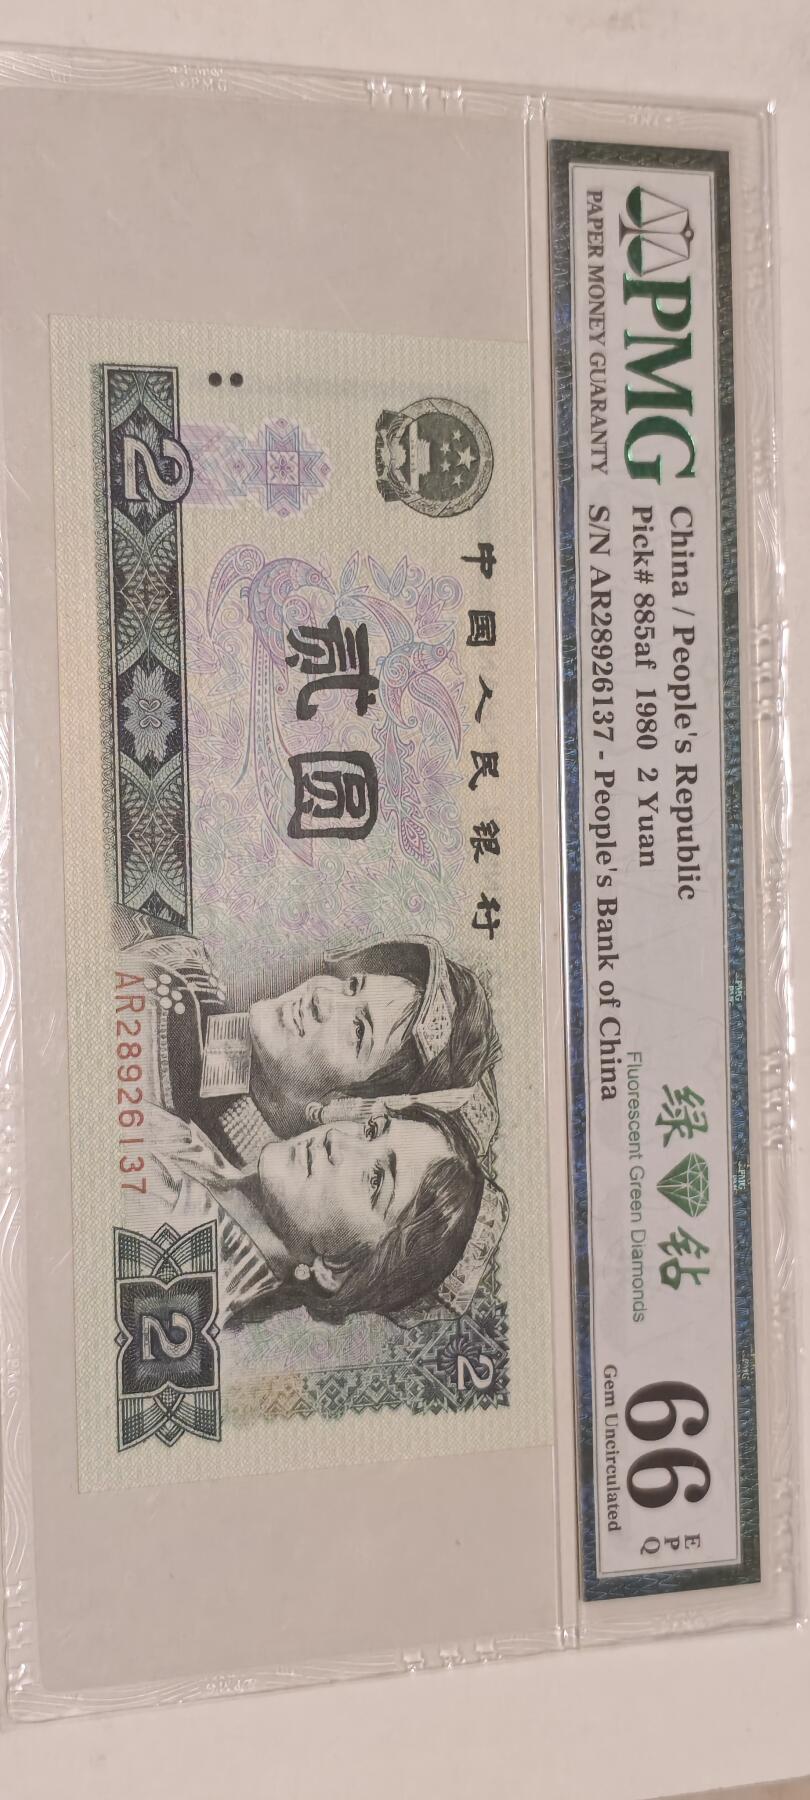 PMG
PAPER MONEY GUARANTY
China / People's Republic
Pick# 885af 1980 2 Yuan
S/N AR28926137 - People's Bank of China
绿 钻
Fluorescent Green Diamonds
66
EPQ
Gem Uncirculated
中国人民银行
贰圆
2
2
2
AR28926137